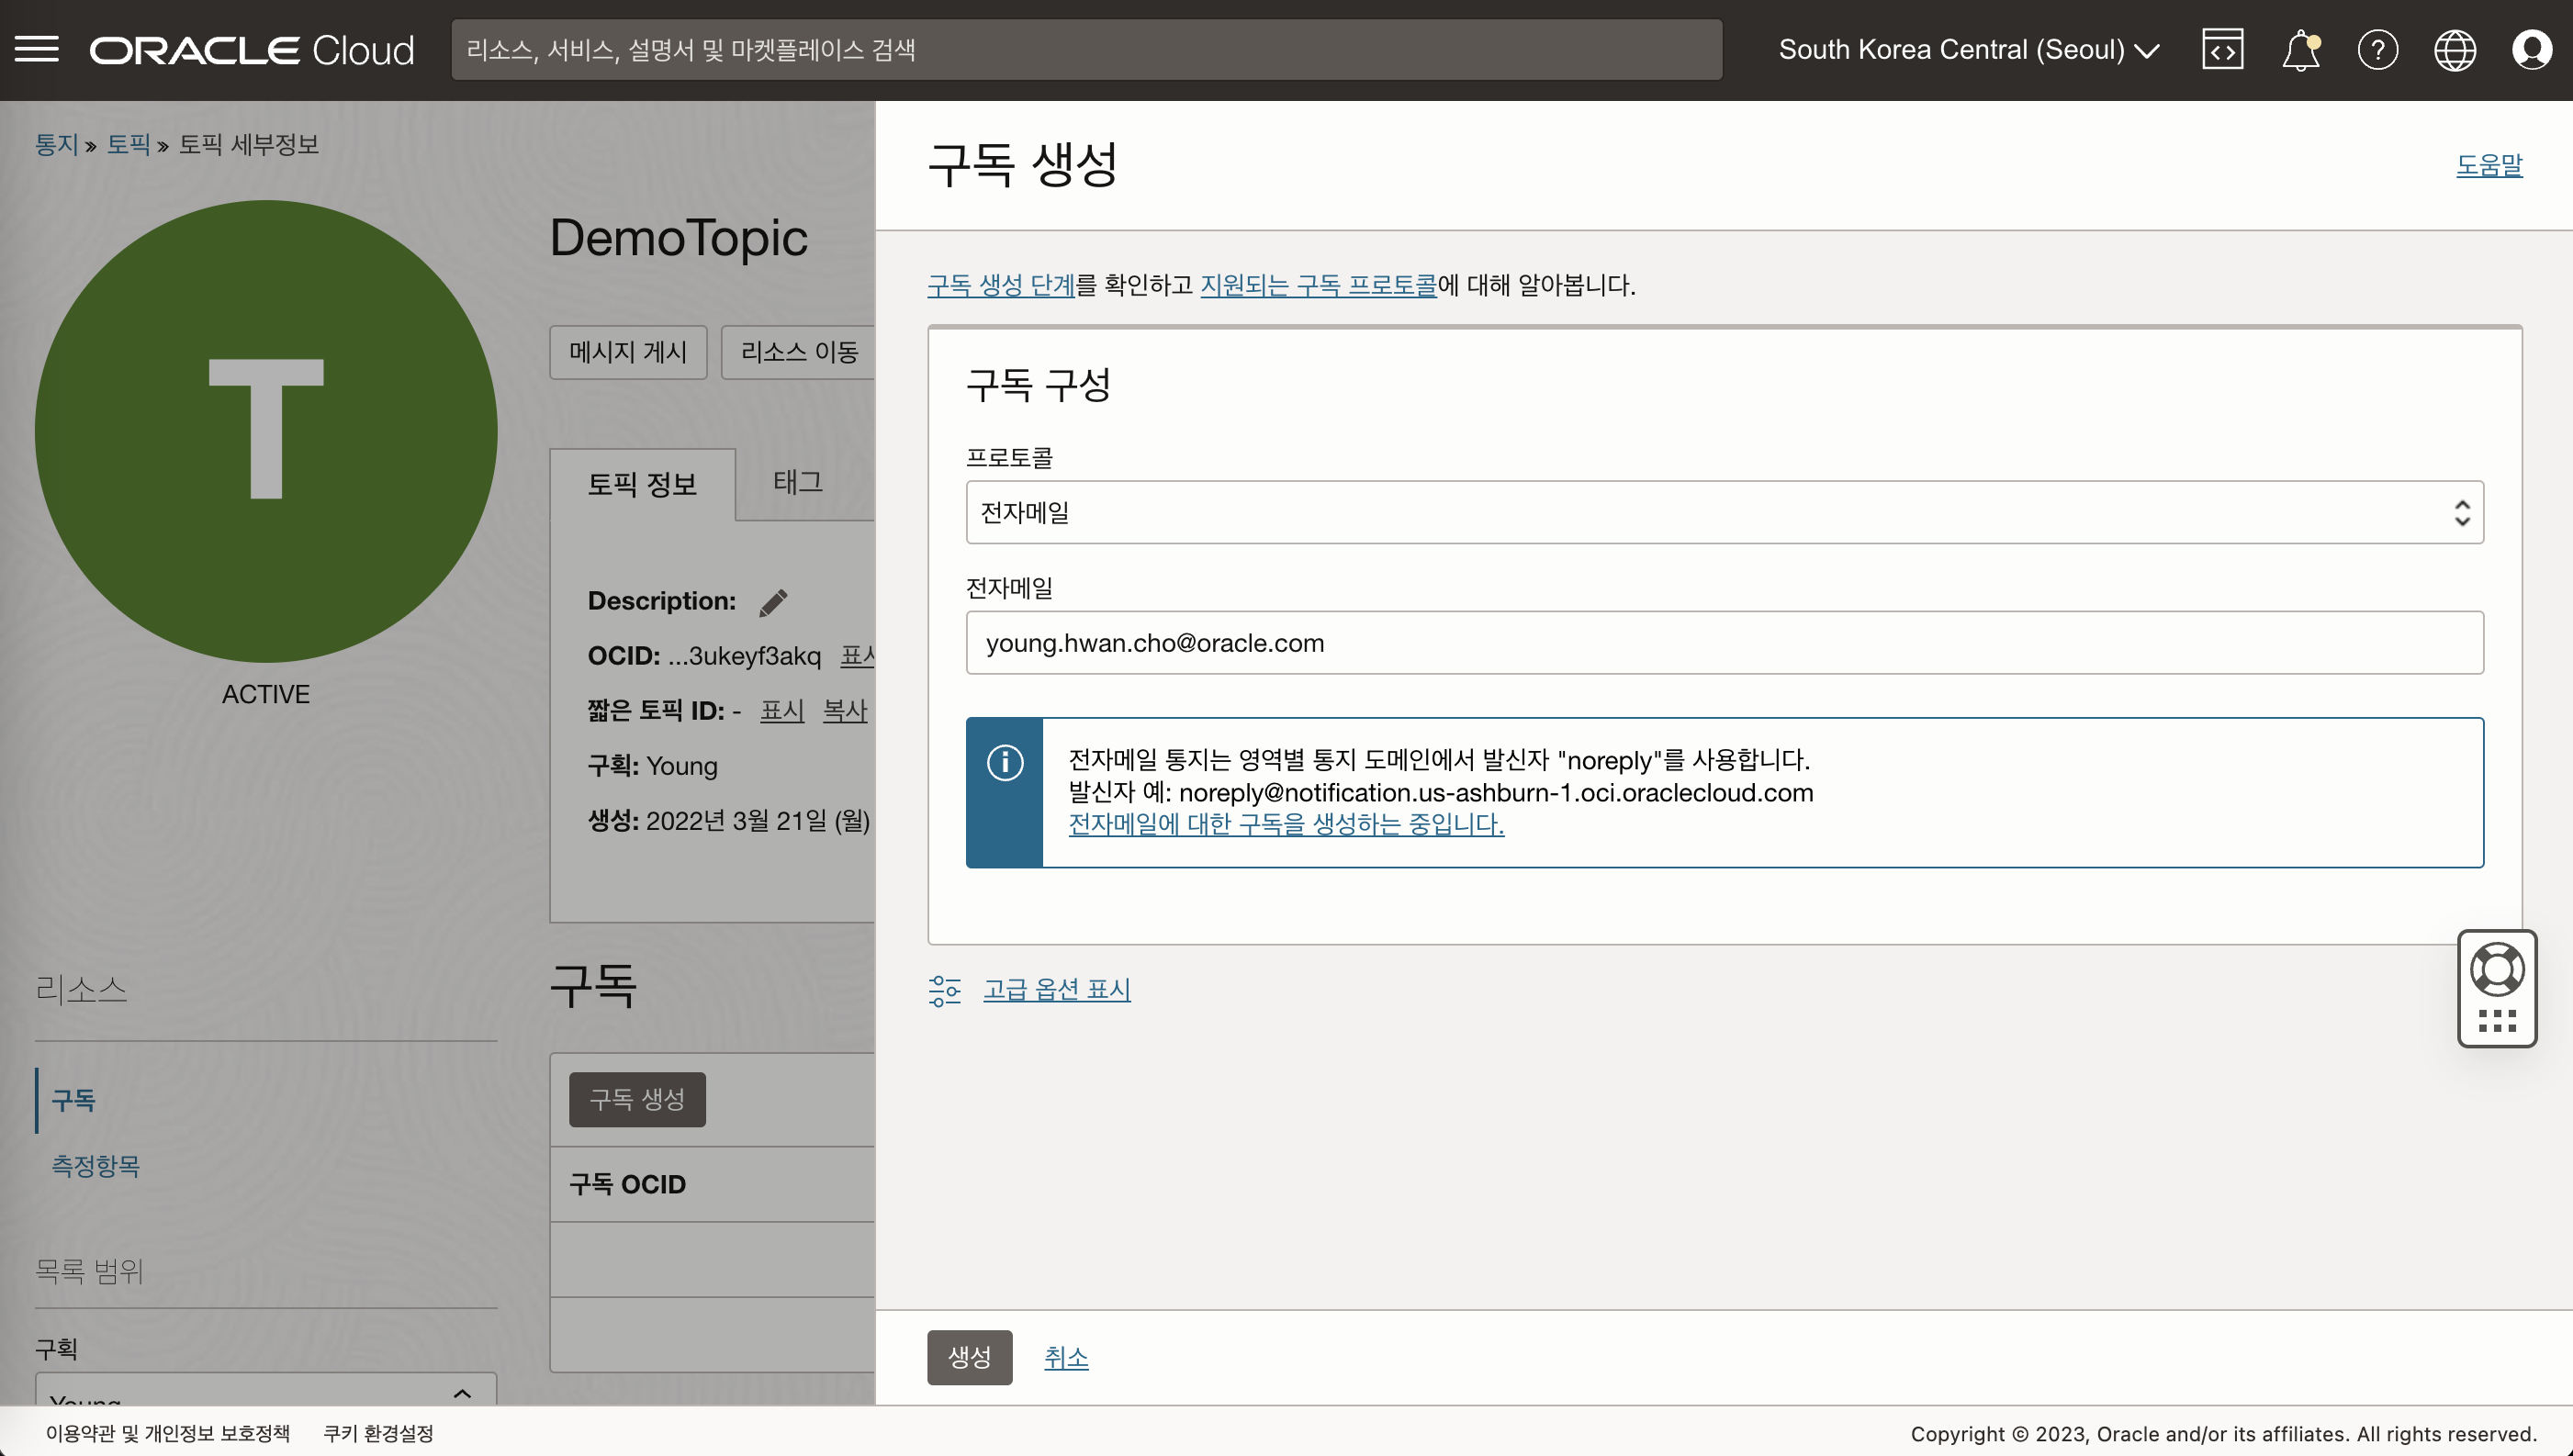 ORACLE Cloud
리소스, 서비스, 설명서 및 마켓플레이스 검색
South Korea Central (Seoul)
통지 » 토픽 » 토픽 세부정보
T
ACTIVE
DemoTopic
메시지 게시
리소스 이동
토픽 정보
태그
Description:
OCID: ...3ukeyf3akq
짧은 토픽 ID: - 표시 복사
구획: Young
생성: 2022년 3월 21일 (월)
리소스
구독
측정항목
목록 범위
구획
Young
구독
구독 생성
구독 OCID
구독 생성
도움말
구독 생성 단계를 확인하고 지원되는 구독 프로토콜에 대해 알아봅니다.
구독 구성
프로토콜
전자메일
전자메일
young.hwan.cho@oracle.com
전자메일 통지는 영역별 통지 도메인에서 발신자 "noreply"를 사용합니다.
발신자 예: noreply@notification.us-ashburn-1.oci.oraclecloud.com
전자메일에 대한 구독을 생성하는 중입니다.
고급 옵션 표시
생성
취소
이용약관 및 개인정보 보호정책
쿠키 환경설정
Copyright © 2023, Oracle and/or its affiliates. All rights reserved.